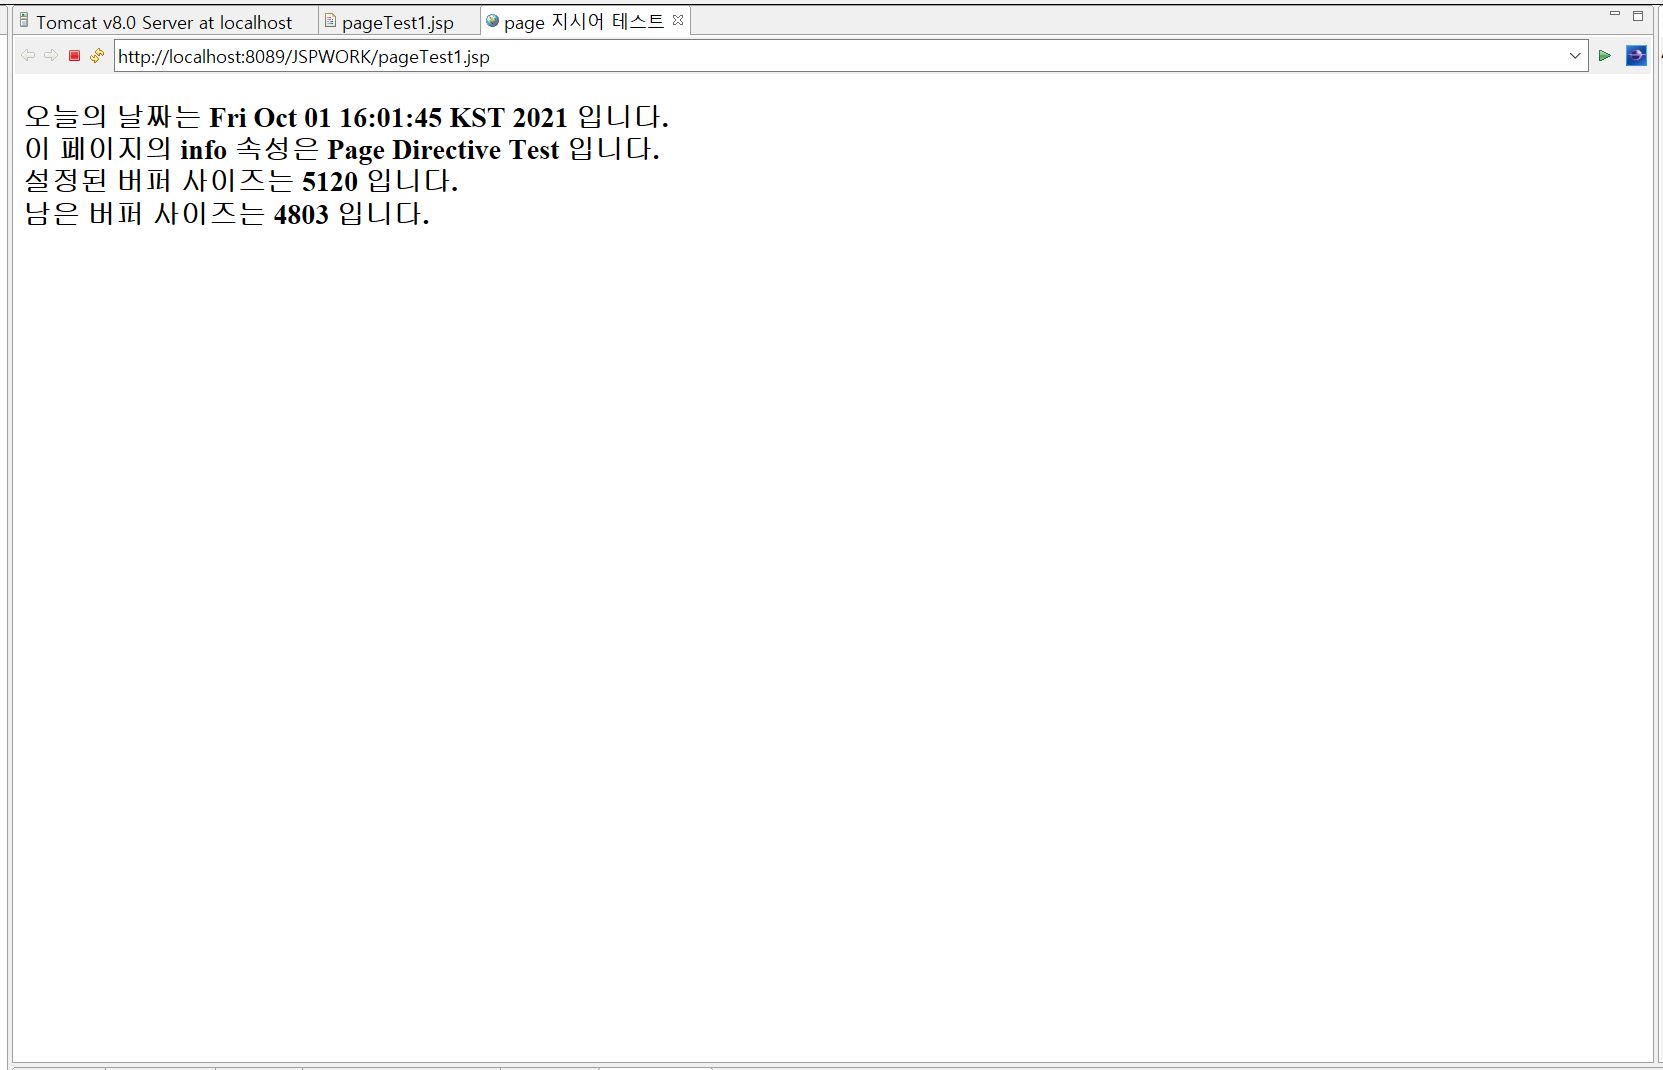 Tomcat v8.0 Server at localhost
pageTest1.jsp
page 지시어 테스트
http://localhost:8089/JSPWORK/pageTest1.jsp
오늘의 날짜는 Fri Oct 01 16:01:45 KST 2021 입니다.
이 페이지의 info 속성은 Page Directive Test 입니다.
설정된 버퍼 사이즈는 5120 입니다.
남은 버퍼 사이즈는 4803 입니다.